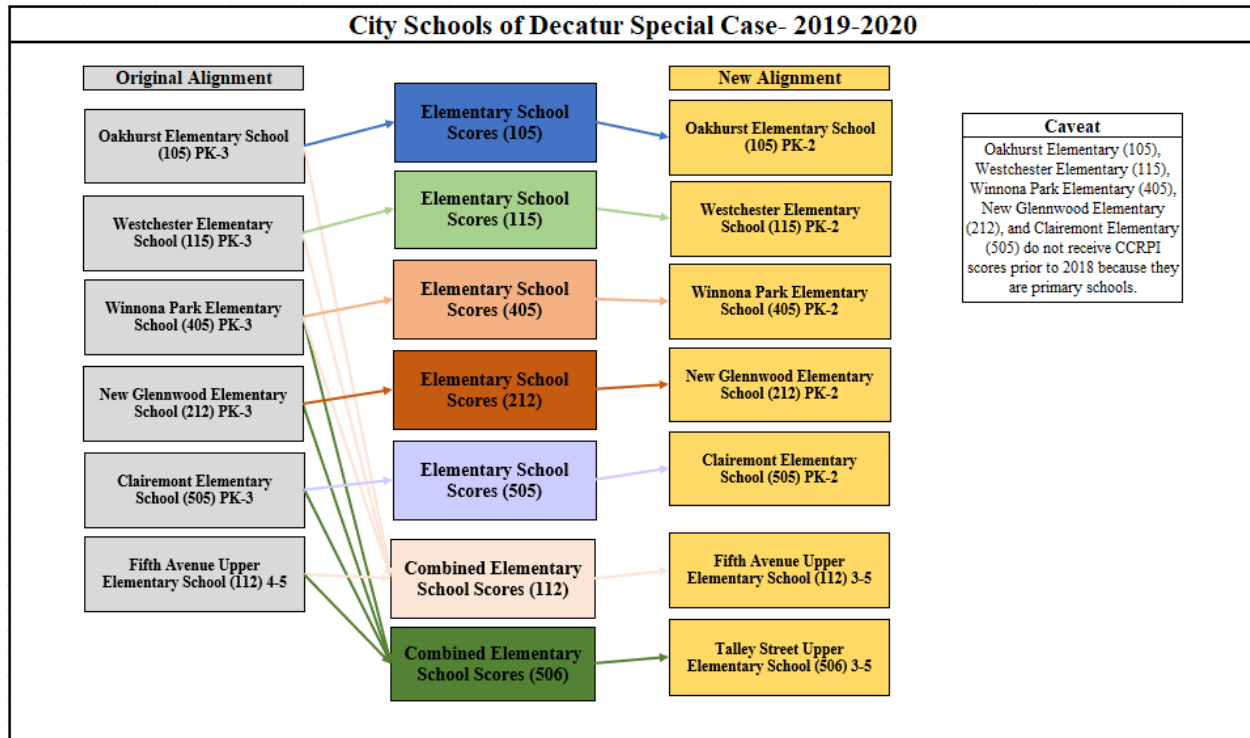 City Schools of Decatur Special Case- 2019-2020
Original Alignment
Oakhurst Elementary School
(105) PK-3
Westchester Elementary
School (115) PK-3
Winnona Park Elementary
School (405) PK-3
New Glennwood Elementary
School (212) PK-3
Clairemont Elementary
School (505) PK-3
Fifth Avenue Upper
Elementary School (112) 4-5
Elementary School
Scores (105)
Elementary School
Scores (115)
Elementary School
Scores (405)
Elementary School
Scores (212)
Elementary School
Scores (505)
Combined Elementary
School Scores (112)
Combined Elementary
School Scores (506)
New Alignment
Oakhurst Elementary School
(105) PK-2
Westchester Elementary
School (115) PK-2
Winnona Park Elementary
School (405) PK-2
New Glennwood Elementary
School (212) PK-2
Clairemont Elementary
School (505) PK-2
Fifth Avenue Upper
Elementary School (112) 3-5
Talley Street Upper
Elementary School (506) 3-5
Caveat
Oakhurst Elementary (105),
Westchester Elementary (115),
Winnona Park Elementary (405),
New Glennwood Elementary
(212), and Clairemont Elementary
(505) do not receive CCRPI
scores prior to 2018 because they
are primary schools.